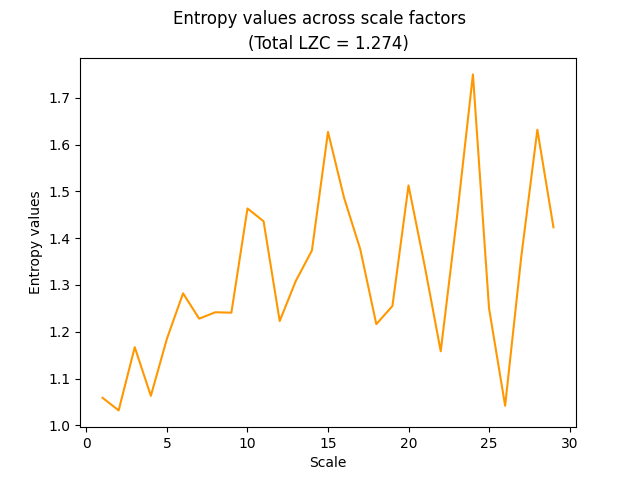 Entropy values across scale factors
(Total LZC = 1.274)
Entropy values
1.7
1.6
1.5
1.4
1.3
1.2
1.1
1.0
0 5 10 15 20 25 30
Scale